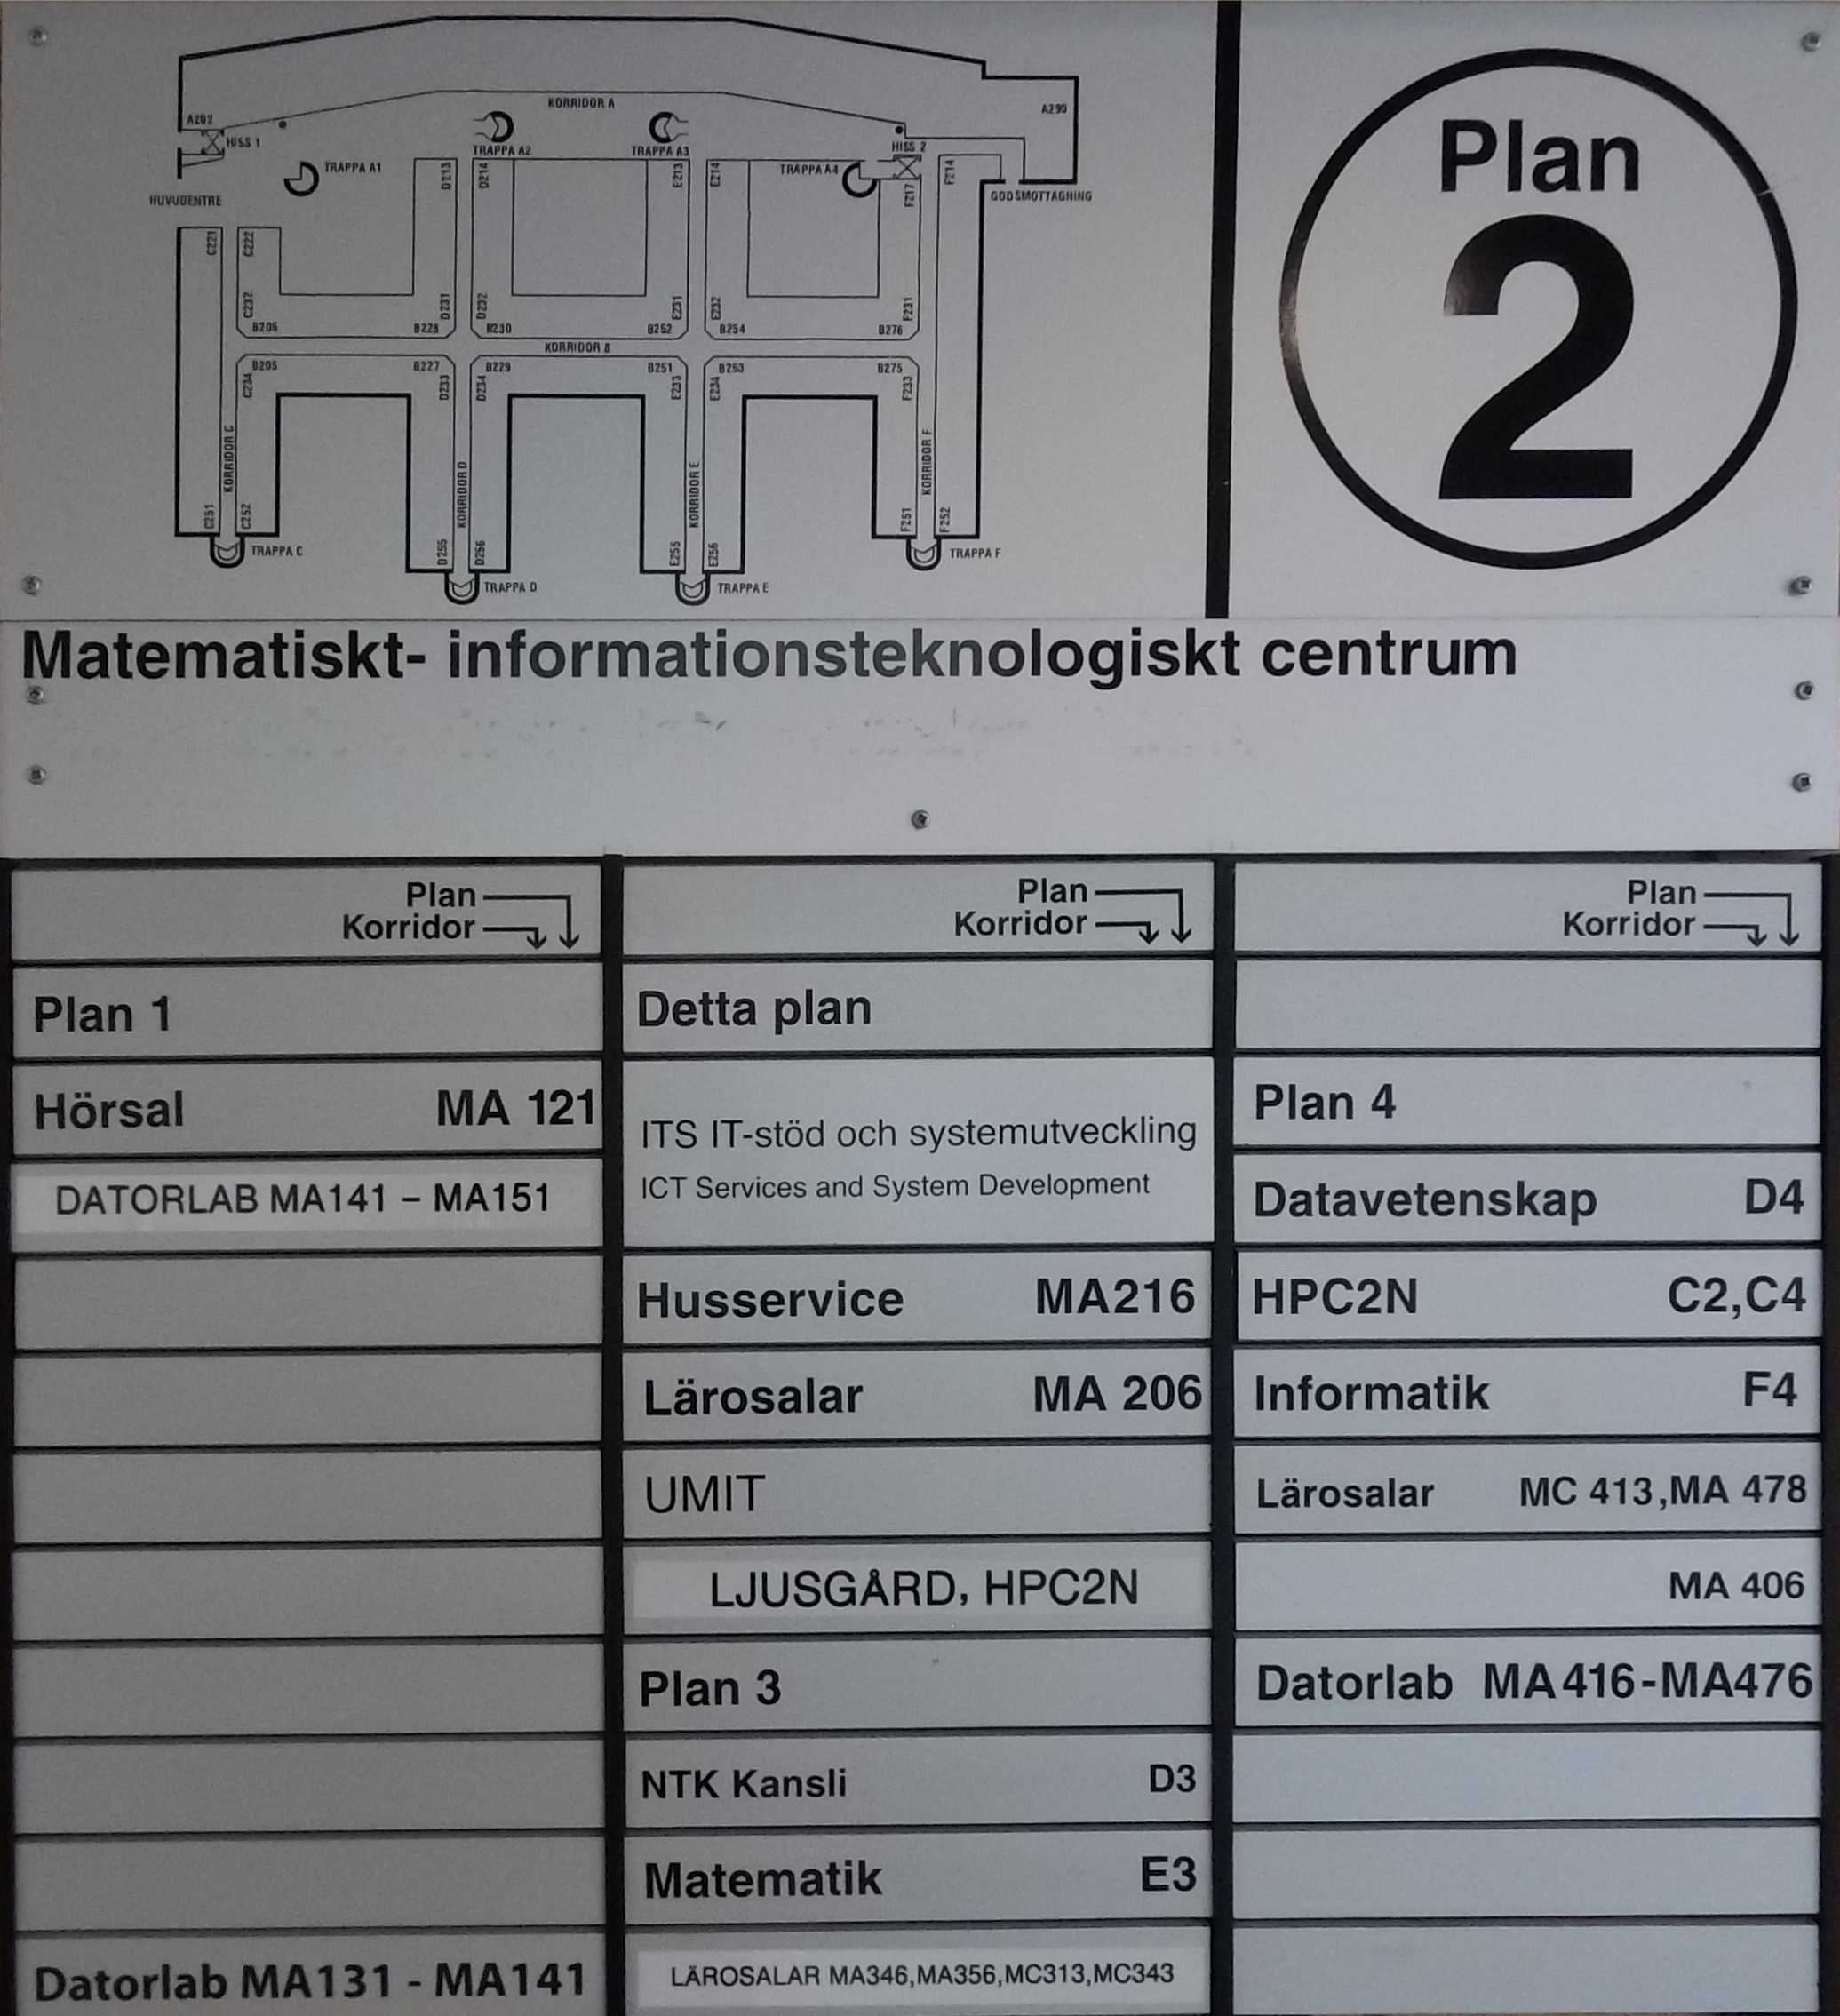 KORRIDOR A
A202
A290
HISS 1
TRAPPA A1
TRAPPA A2
TRAPPA A3
HISS 2
TRAPPA A4
HUVUDENTRE
GODSMOTTAGNING
D213
D214
E213
E214
F217
F214
C221
C222
C232
D231
D232
E231
E232
F231
B206
B228
B230
B252
B254
B276
KORRIDOR B
B205
B227
B229
B251
B253
B275
C234
D233
D234
E233
E234
F233
KORRIDOR C
KORRIDOR D
KORRIDOR E
KORRIDOR F
C251
C252
D255
D256
E255
E256
F251
F252
TRAPPA C
TRAPPA D
TRAPPA E
TRAPPA F
Plan
2
Matematiskt- informationsteknologiskt centrum
Plan
Korridor
Plan 1
Hörsal MA 121
DATORLAB MA141 – MA151
Datorlab MA131 - MA141
Plan
Korridor
Detta plan
ITS IT-stöd och systemutveckling
ICT Services and System Development
Husservice MA216
Lärosalar MA 206
UMIT
LJUSGÅRD, HPC2N
Plan 3
NTK Kansli D3
Matematik E3
LÄROSALAR MA346,MA356,MC313,MC343
Plan
Korridor
Plan 4
Datavetenskap D4
HPC2N C2,C4
Informatik F4
Lärosalar MC 413,MA 478
MA 406
Datorlab MA416-MA476